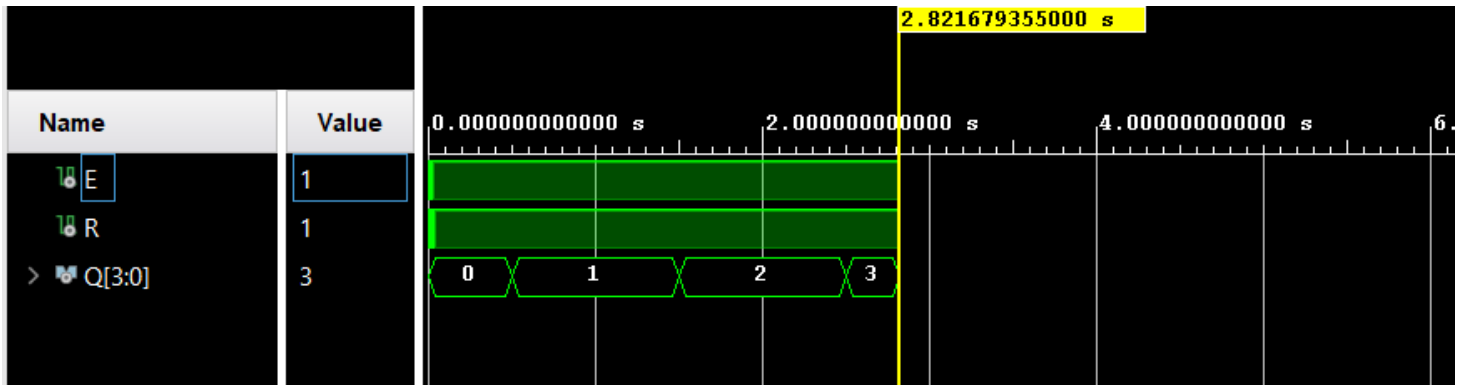 2.821679355000 s
Name Value 0.000000000000 s 2.000000000000 s 4.000000000000 s 6.
E 1
R 1
Q[3:0] 3 0 1 2 3